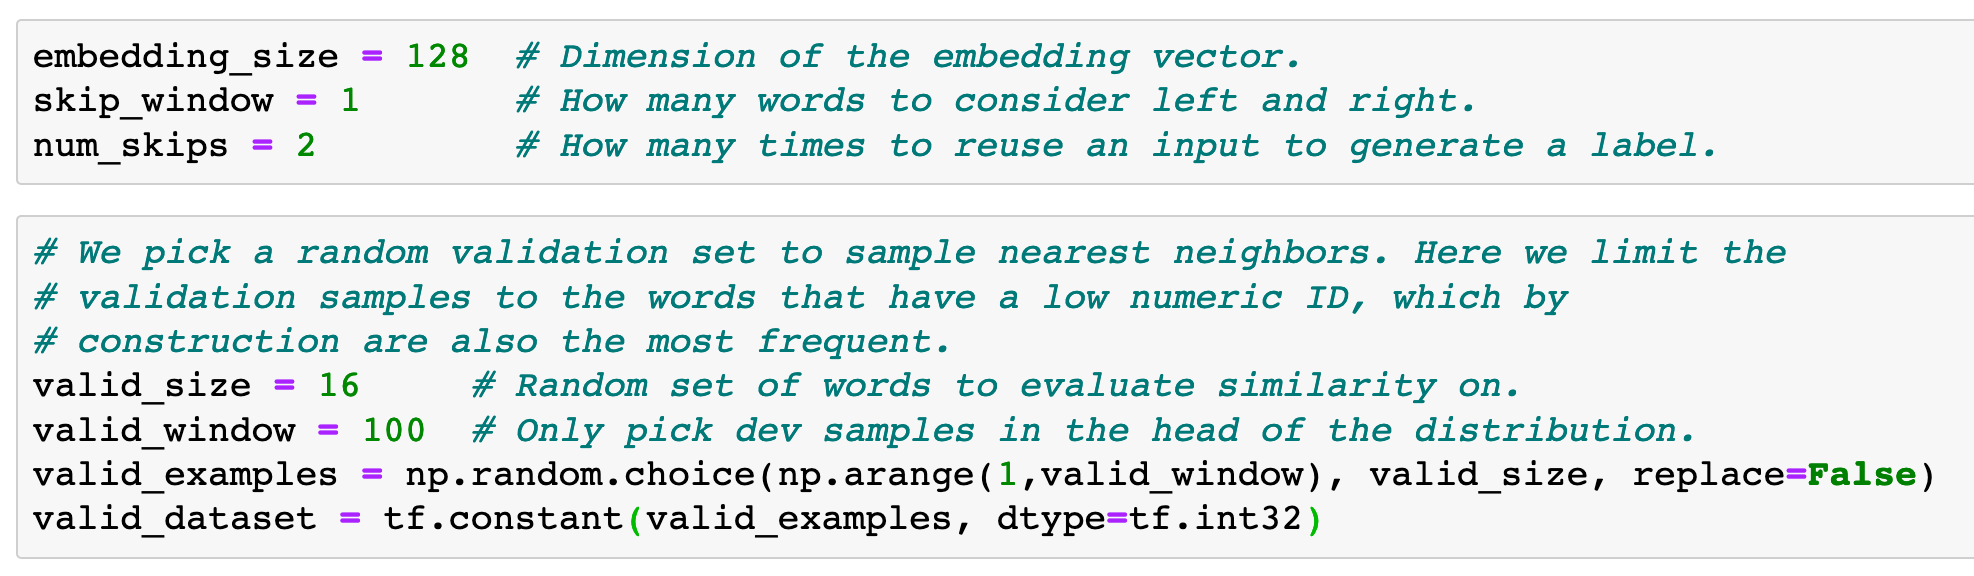 embedding_size = 128  # Dimension of the embedding vector.
skip_window = 1       # How many words to consider left and right.
num_skips = 2         # How many times to reuse an input to generate a label.
# We pick a random validation set to sample nearest neighbors. Here we limit the
# validation samples to the words that have a low numeric ID, which by
# construction are also the most frequent.
valid_size = 16     # Random set of words to evaluate similarity on.
valid_window = 100  # Only pick dev samples in the head of the distribution.
valid_examples = np.random.choice(np.arange(1,valid_window), valid_size, replace=False)
valid_dataset = tf.constant(valid_examples, dtype=tf.int32)